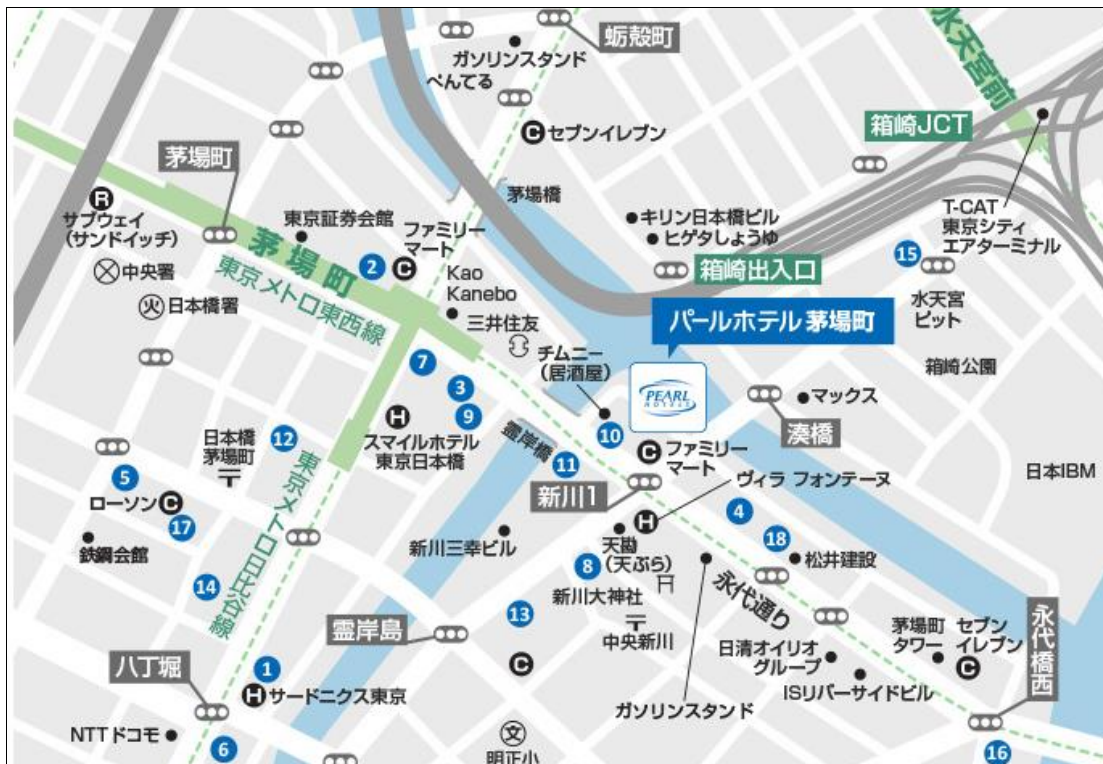 蛎殻町
ガソリンスタンド
ぺんてる
水天宮前
C セブンイレブン
箱崎JCT
茅場町
茅場橋
R
サブウェイ
(サンドイッチ)
東京証券会館
ファミリー
マート
C
キリン日本橋ビル
ヒゲタしょうゆ
T-CAT
東京シティ
エアターミナル
中央署
火 日本橋署
茅場町
東京メトロ東西線
2
Kao
Kanebo
箱崎出入口
15
水天宮
ピット
三井住友
パールホテル 茅場町
チムニー
(居酒屋)
PEARL
HOTELS
箱崎公園
7
3
9
H
スマイルホテル
東京日本橋
マックス
湊橋
10
C ファミリー
マート
霊岸橋
11
新川1
ヴィラ フォンテーヌ
H
日本IBM
日本橋
茅場町
12
東京メトロ日比谷線
5
ローソン C
17
鉄鋼会館
新川三幸ビル
天勘
(天ぷら)
8
4
18
松井建設
14
新川大神社
中央新川
永代通り
霊岸島
13
C
日清オイリオ
グループ
茅場町
タワー
セブン
イレブン
C
永代橋西
八丁堀
1
H サードニクス東京
ISリバーサイドビル
ガソリンスタンド
NTTドコモ
6
文
明正小
16